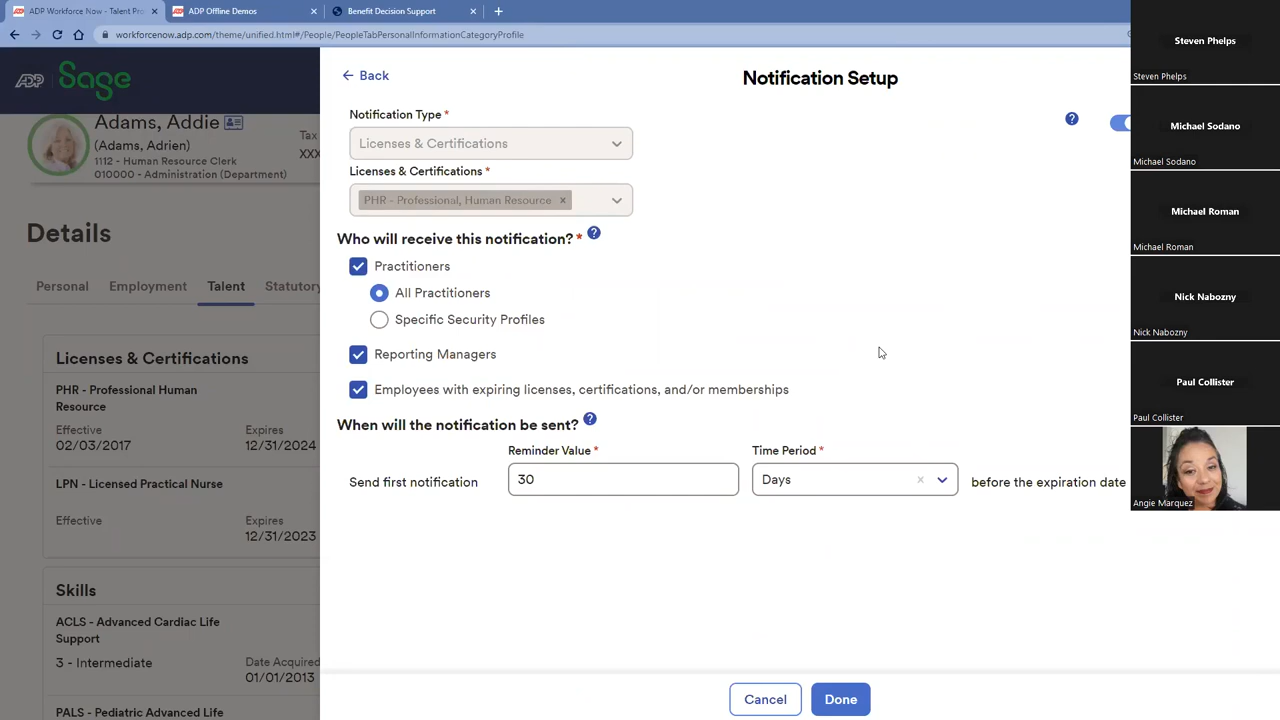 ADP Workforce Now - Talent Pro
ADP Offline Demos
Benefit Decision Support
workforcenow.adp.com/theme/unified.html#/People/PeopleTabPersonalInformationCategoryProfile
ADP Sage
Adams, Addie
(Adams, Adrien)
1112 - Human Resource Clerk
010000 - Administration (Department)
Tax
XXX
Details
Personal
Employment
Talent
Statutory
Licenses & Certifications
PHR - Professional Human
Resource
Effective
Expires
02/03/2017
12/31/2024
LPN - Licensed Practical Nurse
Effective
Expires
12/31/2023
Skills
ACLS - Advanced Cardiac Life
Support
3 - Intermediate
Date Acquired
01/01/2013
PALS - Pediatric Advanced Life
Back
Notification Setup
Notification Type *
Licenses & Certifications
Licenses & Certifications *
PHR - Professional, Human Resource ×
Who will receive this notification? * ?
Practitioners
All Practitioners
Specific Security Profiles
Reporting Managers
Employees with expiring licenses, certifications, and/or memberships
When will the notification be sent? ?
Reminder Value *
Time Period *
Send first notification
30
Days
before the expiration date
Cancel
Done
Steven Phelps
Steven Phelps
Michael Sodano
Michael Sodano
Michael Roman
Michael Roman
Nick Nabozny
Nick Nabozny
Paul Collister
Paul Collister
Angie Marquez